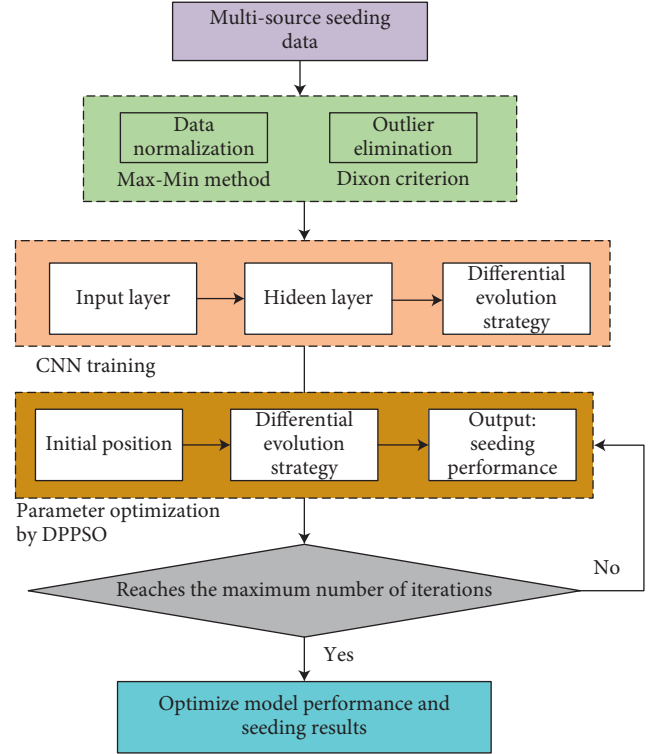 Multi-source seeding
data
Data
normalization
Outlier
elimination
Max-Min method
Dixon criterion
Input layer
Hideen layer
Differential
evolution
strategy
CNN training
Initial position
Differential
evolution
strategy
Output:
seeding
performance
Parameter optimization
by DPPSO
Reaches the maximum number of iterations
No
Yes
Optimize model performance and
seeding results